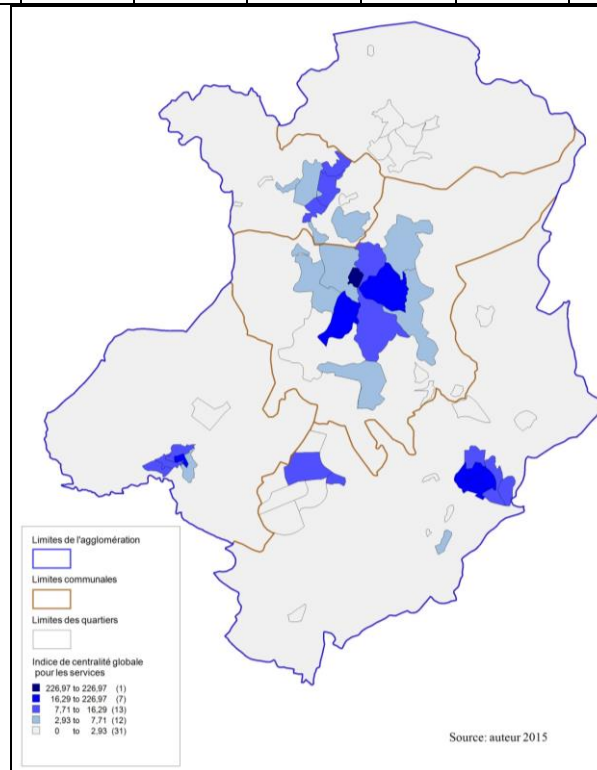 Limites de l'agglomération
Limites communales
Limites des quartiers
Indice de centralité globale
pour les services
226,97 to 226,97 (1)
16,29 to 226,97 (7)
7,71 to 16,29 (13)
2,93 to 7,71 (12)
0 to 2,93 (31)
Source: auteur 2015